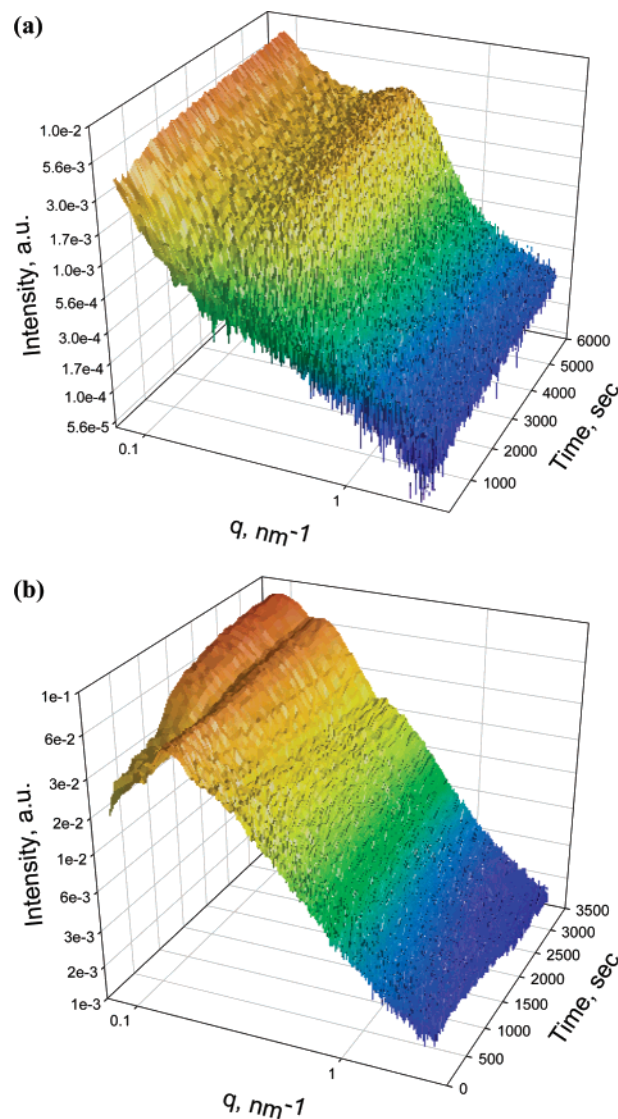 (a)
1.0e-2
5.6e-3
3.0e-3
1.7e-3
1.0e-3
5.6e-4
3.0e-4
1.7e-4
1.0e-4
5.6e-5
Intensity, a.u.
0.1
1
q, nm-1
6000
5000
4000
3000
2000
1000
Time, sec
(b)
1e-1
6e-2
3e-2
2e-2
1e-2
6e-3
3e-3
2e-3
1e-3
Intensity, a.u.
0.1
1
q, nm-1
3500
3000
2500
2000
1500
1000
500
0
Time, sec